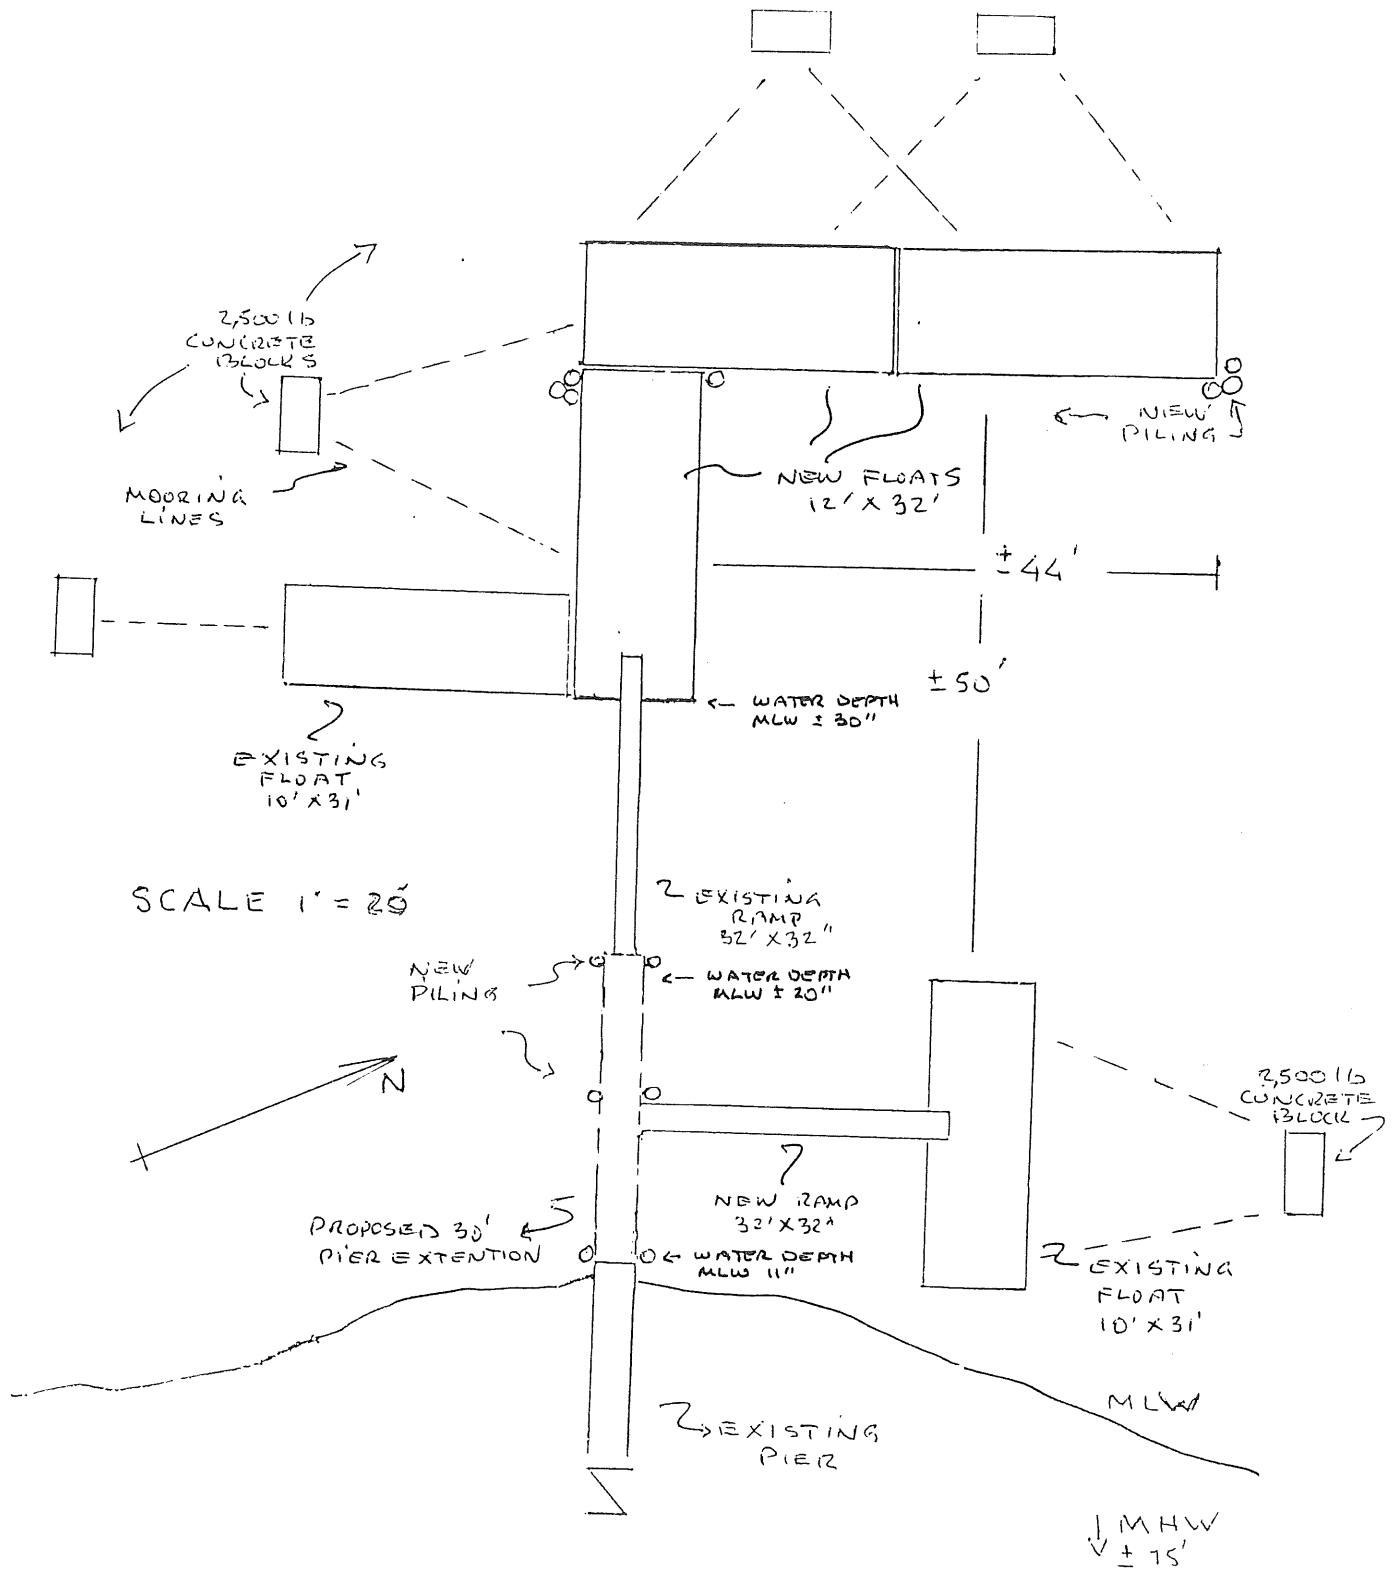 2,500 lb
CONCRETE
BLOCKS
NEW
PILING
NEW FLOATS
12' X 32'
MOORING
LINES
± 44'
± 50'
WATER DEPTH
MLW ± 30"
EXISTING
FLOAT
10' X 31'
SCALE 1" = 20'
EXISTING
RAMP
32' X 32"
NEW
PILING
WATER DEPTH
MLW ± 20"
N
2,500 lb
CONCRETE
BLOCK
NEW RAMP
32' X 32"
PROPOSED 30'
PIER EXTENTION
WATER DEPTH
MLW 11"
EXISTING
FLOAT
10' X 31'
MLW
EXISTING
PIER
MHW
± 75'